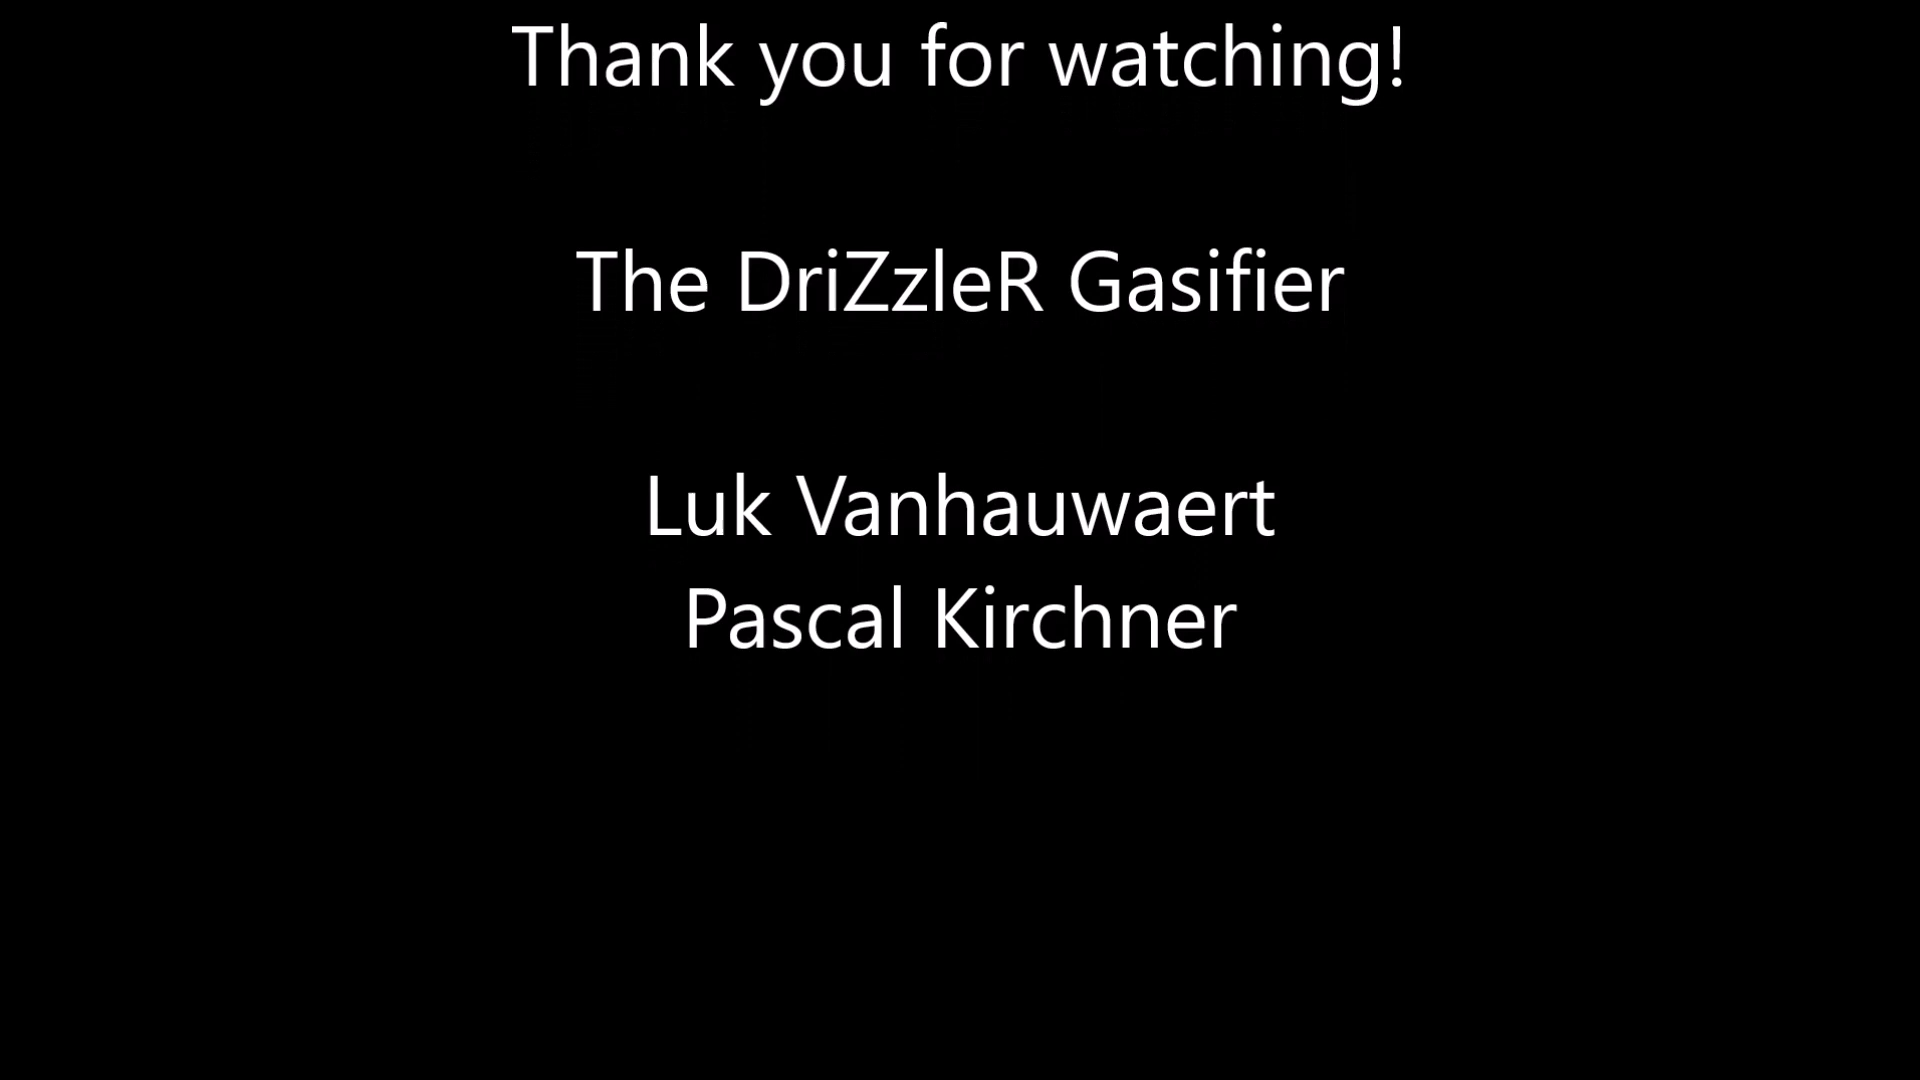 Thank you for watching!
The DriZzleR Gasifier
Luk Vanhauwaert
Pascal Kirchner